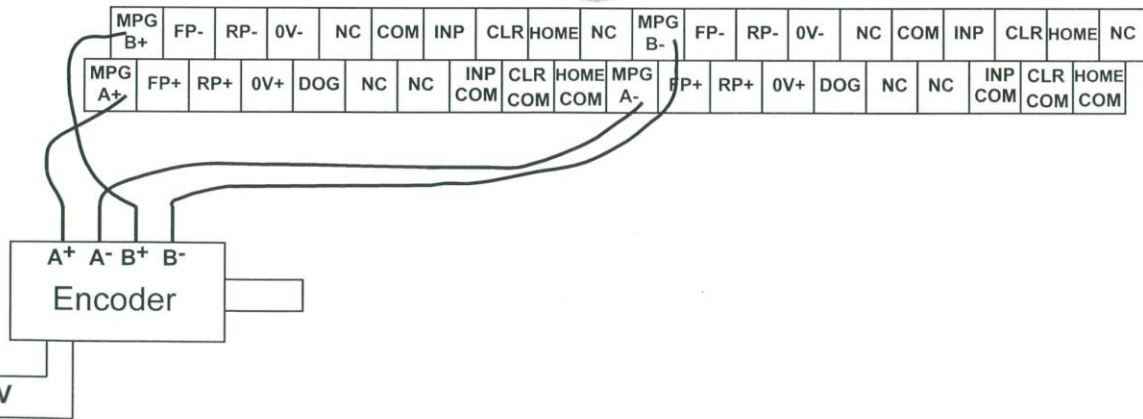 MPG B+ FP- RP- 0V- NC COM INP CLR HOME NC MPG B- FP- RP- 0V- NC COM INP CLR HOME NC
MPG A+ FP+ RP+ 0V+ DOG NC NC INP COM CLR COM HOME COM MPG A- FP+ RP+ 0V+ DOG NC NC INP COM CLR COM HOME COM
A+ A- B+ B-
Encoder
V